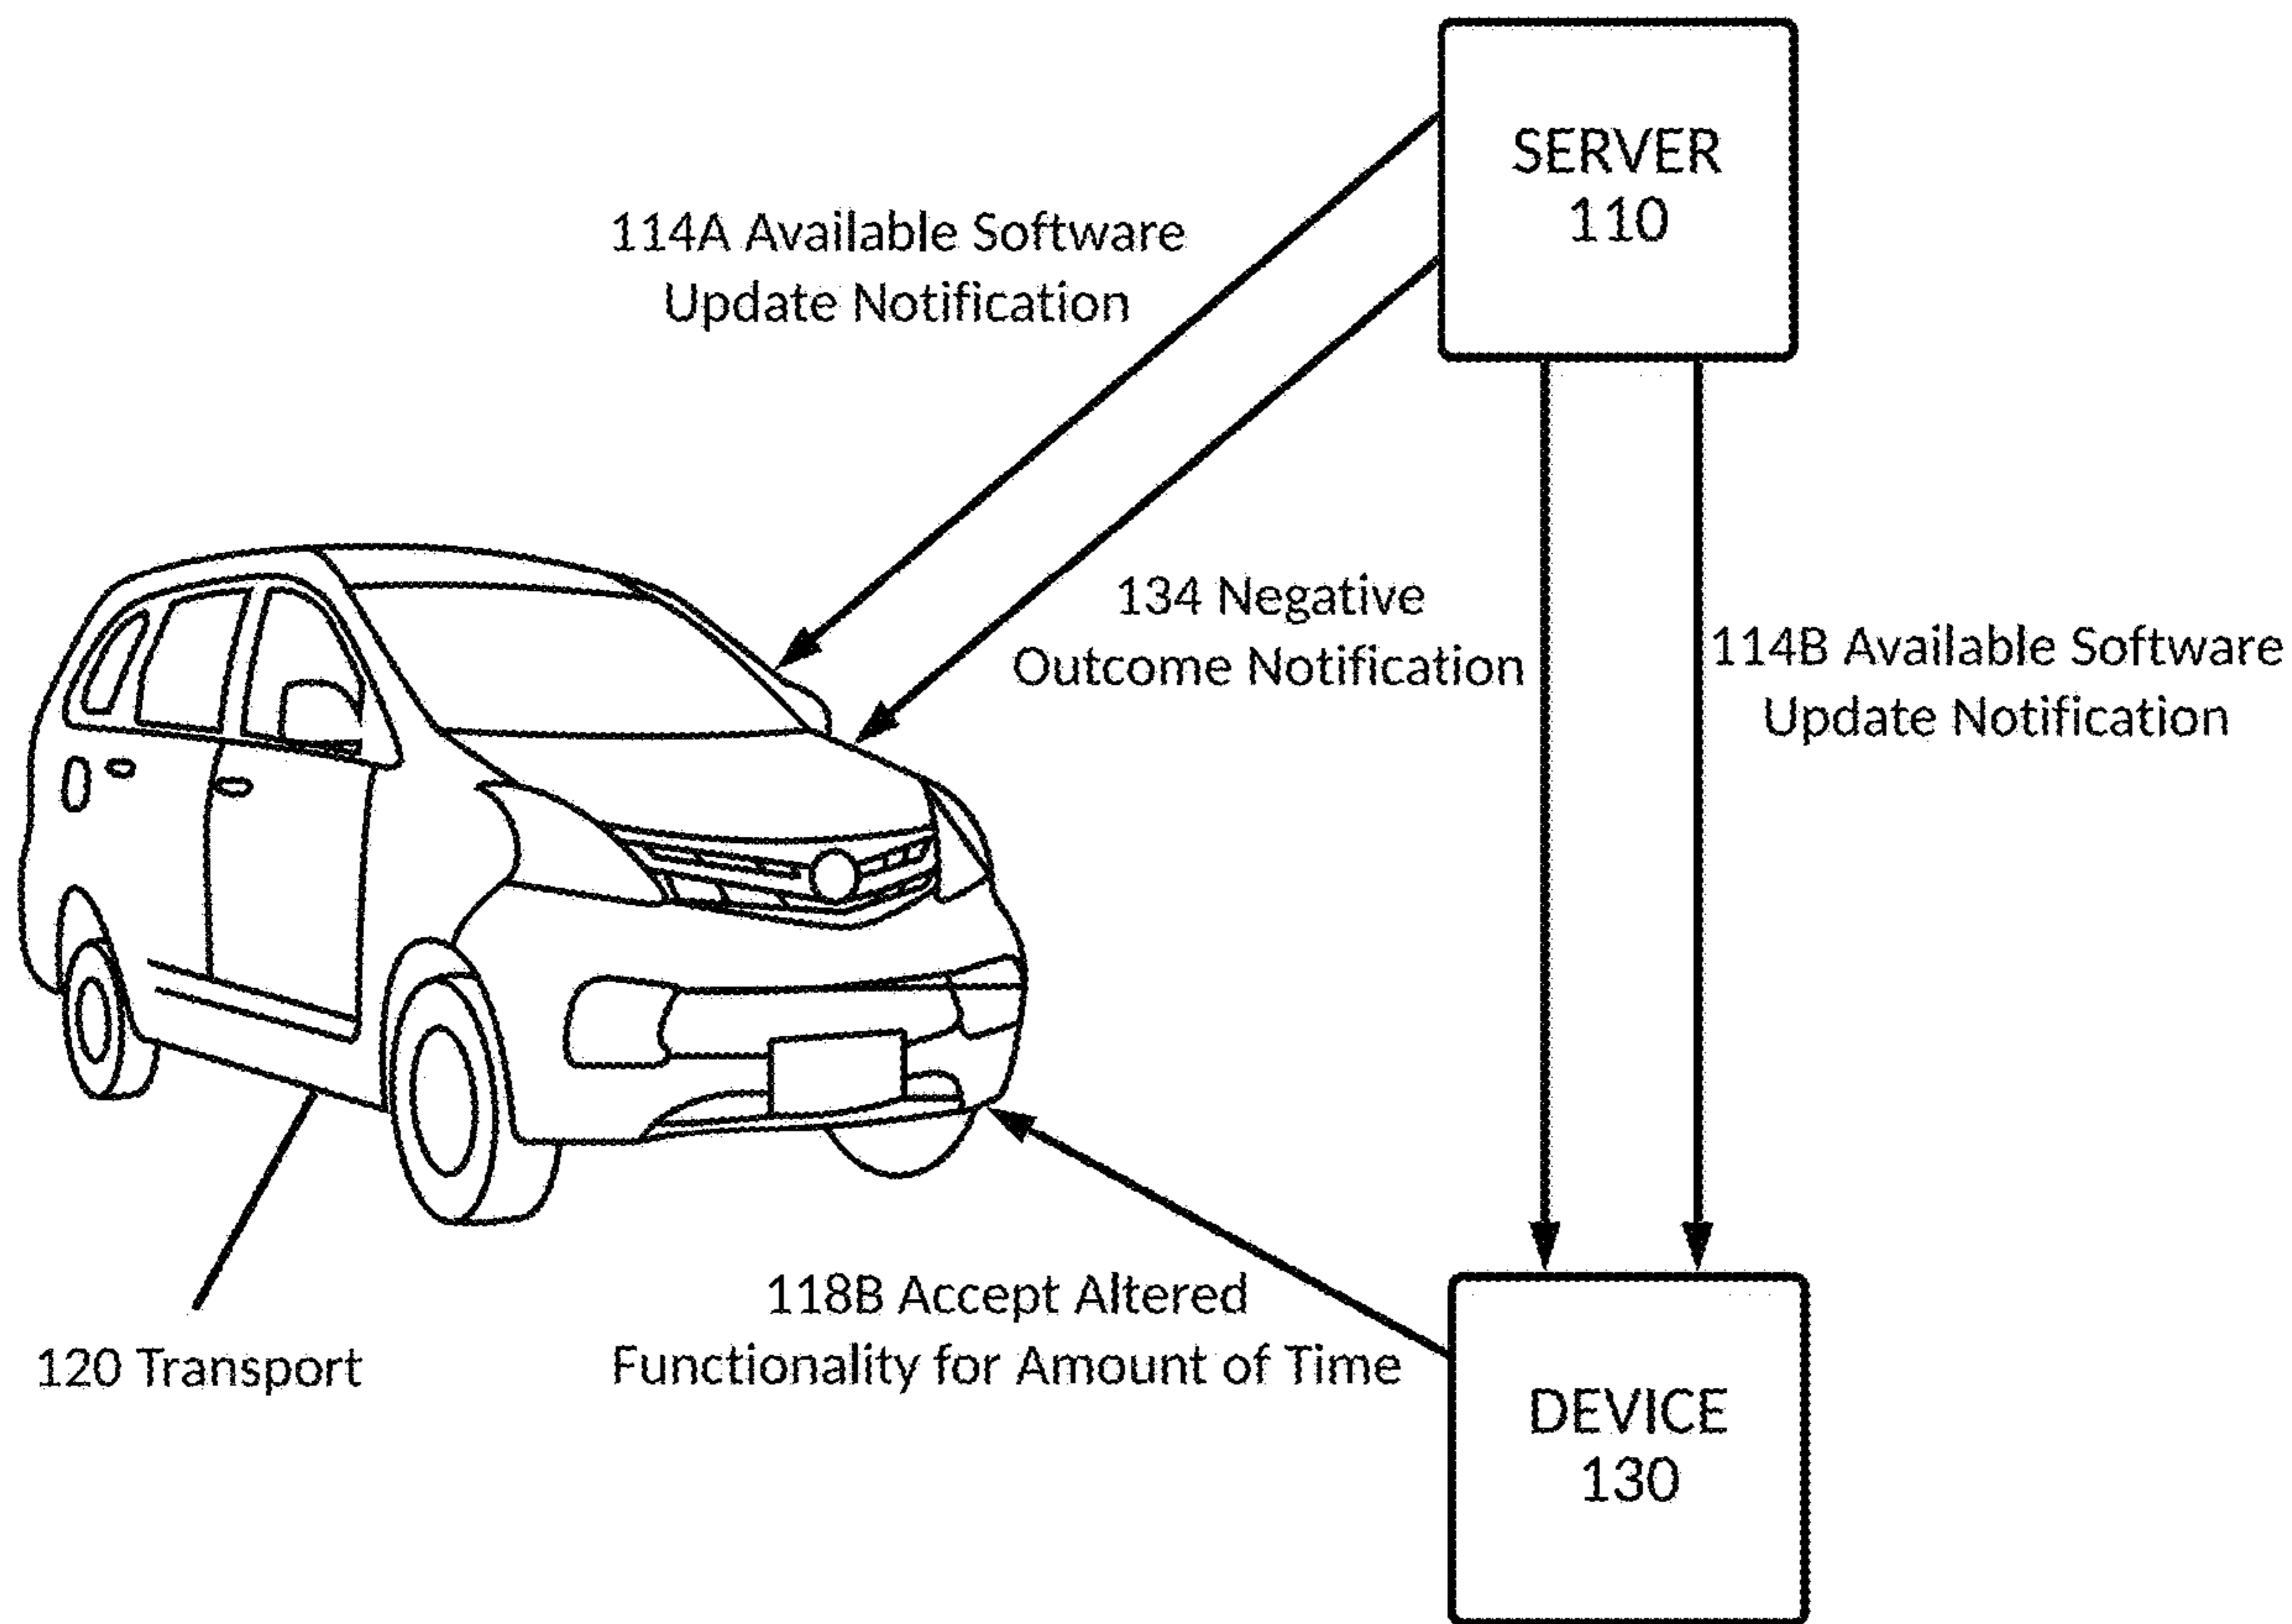 SERVER
110
114A Available Software
Update Notification
134 Negative
Outcome Notification
114B Available Software
Update Notification
118B Accept Altered
Functionality for Amount of Time
120 Transport
DEVICE
130